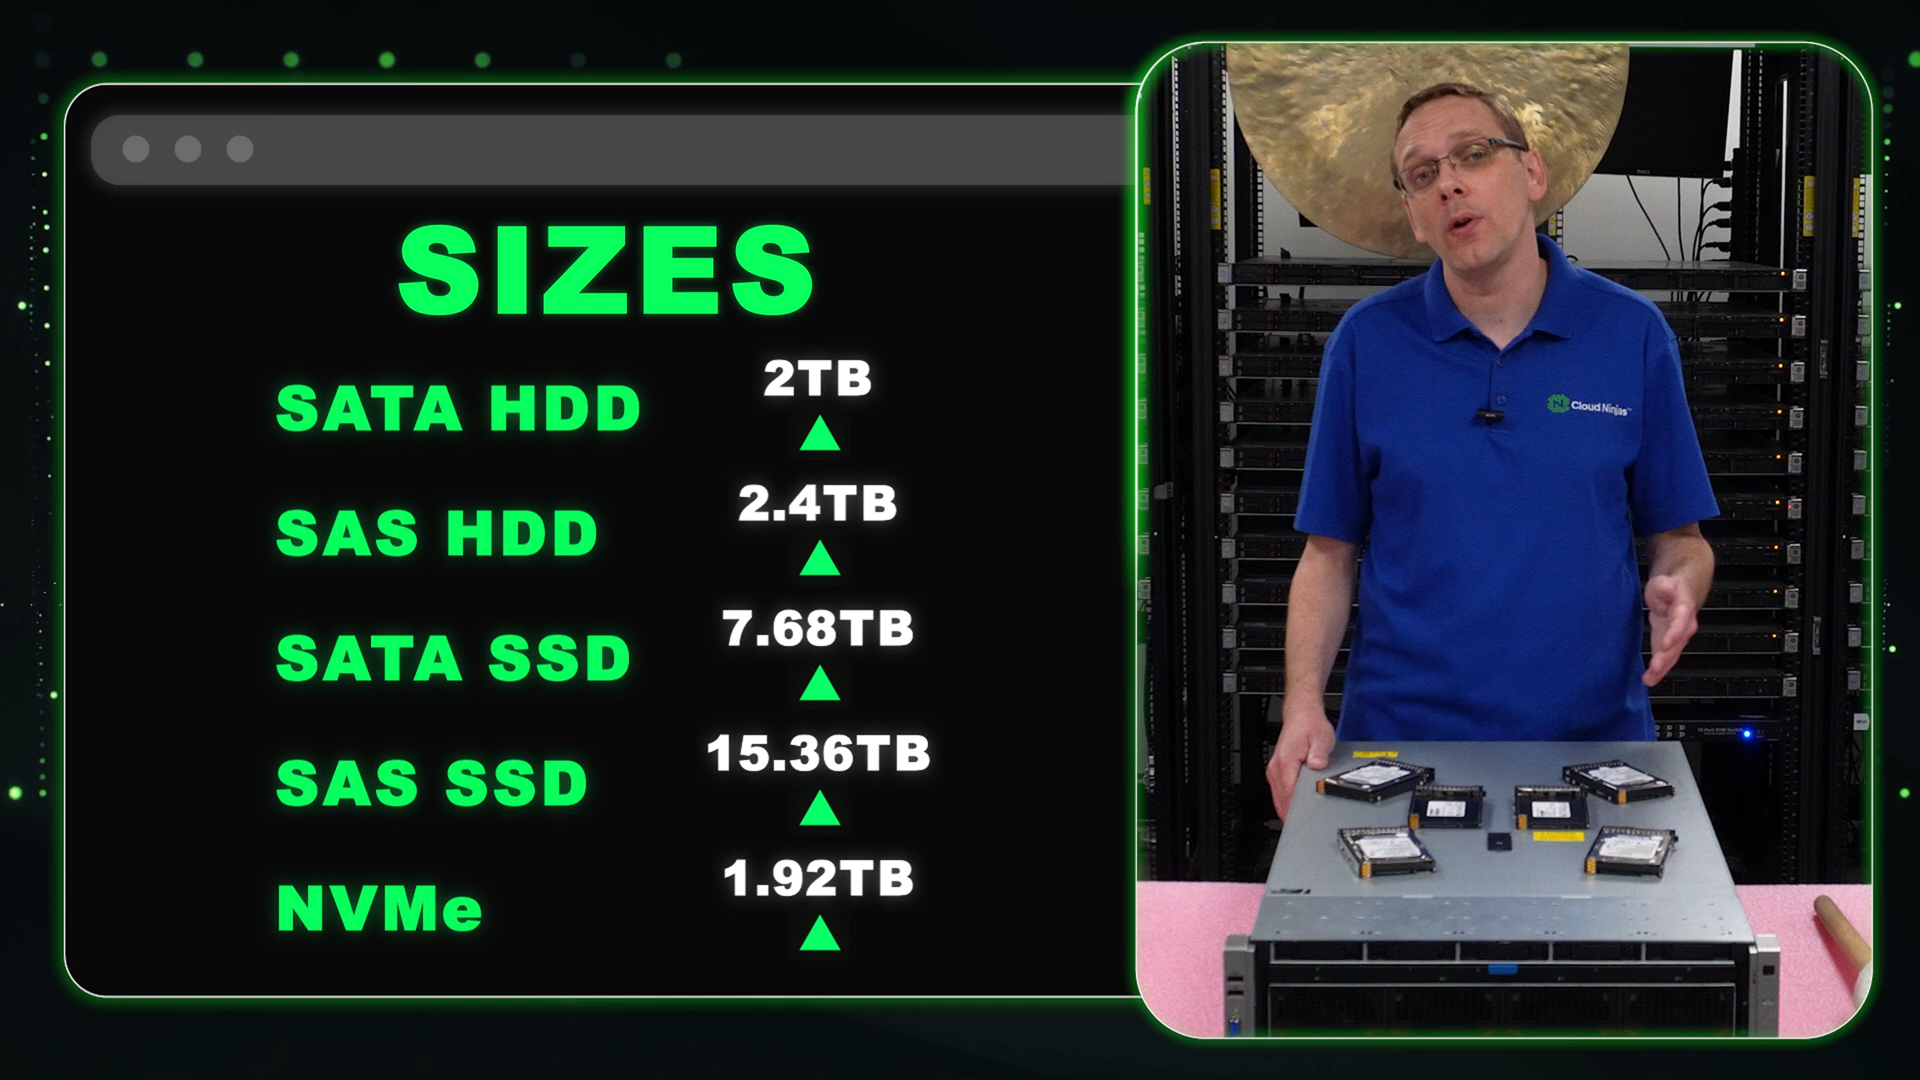 SIZES
SATA HDD 2TB
SAS HDD 2.4TB
SATA SSD 7.68TB
SAS SSD 15.36TB
NVMe 1.92TB
N Cloud Ninjas